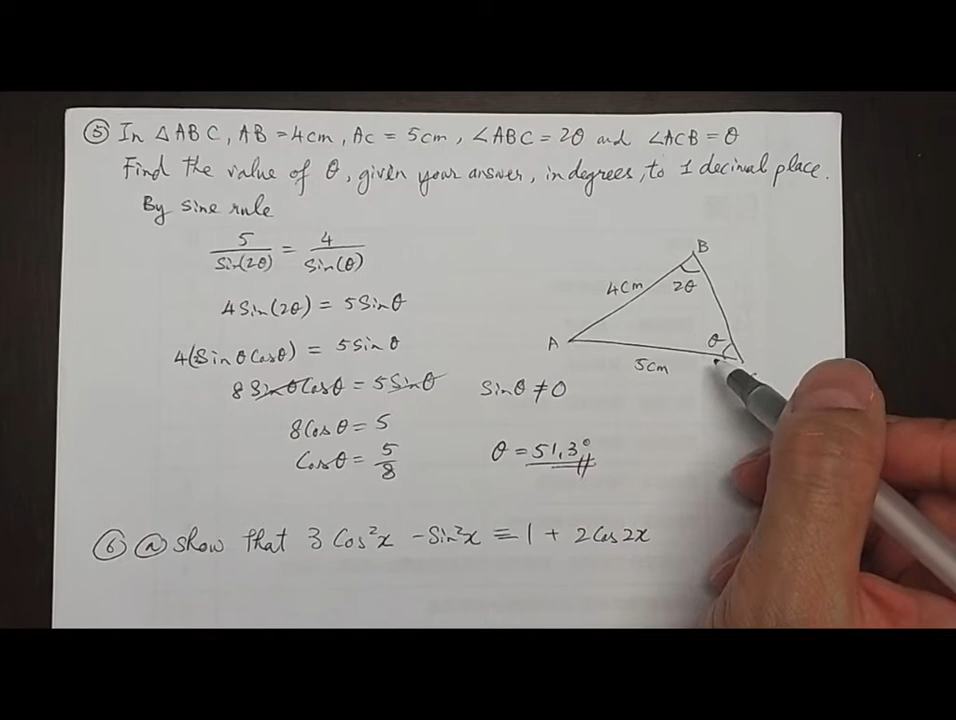 ⑤ In △ABC, AB = 4cm, AC = 5cm, ∠ABC = 2θ and ∠ACB = θ
Find the value of θ, given your answer, in degrees, to 1 decimal place.
By sine rule
5/Sin(2θ) = 4/Sin(θ)
4Sin(2θ) = 5Sinθ
4(SinθCosθ) = 5Sinθ
8SinθCosθ = 5Sinθ Sinθ ≠ 0
8Cosθ = 5
Cosθ = 5/8 θ = 51.3°
B
4cm 2θ
A θ
5cm
⑥ ⓐ show that 3Cos²x - Sin²x ≡ 1 + 2Cos2x